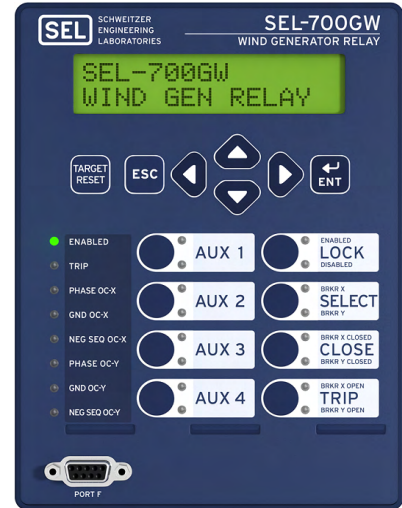 SEL
SCHWEITZER
ENGINEERING
LABORATORIES
SEL-700GW
WIND GENERATOR RELAY
SEL-700GW
WIND GEN RELAY
TARGET
RESET
ESC
ENT
ENABLED
TRIP
PHASE OC-X
GND OC-X
NEG SEQ OC-X
PHASE OC-Y
GND OC-Y
NEG SEQ OC-Y
AUX 1
AUX 2
AUX 3
AUX 4
ENABLED
LOCK
DISABLED
BRKR X
SELECT
BRKR Y
BRKR X CLOSED
CLOSE
BRKR Y CLOSED
BRKR X OPEN
TRIP
BRKR Y OPEN
PORT F